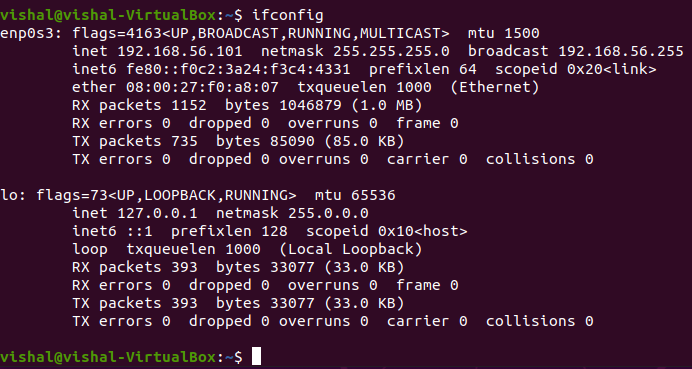 vishal@vishal-VirtualBox:~$ ifconfig
enp0s3: flags=4163<UP,BROADCAST,RUNNING,MULTICAST>  mtu 1500
        inet 192.168.56.101  netmask 255.255.255.0  broadcast 192.168.56.255
        inet6 fe80::f0c2:3a24:f3c4:4331  prefixlen 64  scopeid 0x20<link>
        ether 08:00:27:f0:a8:07  txqueuelen 1000  (Ethernet)
        RX packets 1152  bytes 1046879 (1.0 MB)
        RX errors 0  dropped 0  overruns 0  frame 0
        TX packets 735  bytes 85090 (85.0 KB)
        TX errors 0  dropped 0 overruns 0  carrier 0  collisions 0

lo: flags=73<UP,LOOPBACK,RUNNING>  mtu 65536
        inet 127.0.0.1  netmask 255.0.0.0
        inet6 ::1  prefixlen 128  scopeid 0x10<host>
        loop  txqueuelen 1000  (Local Loopback)
        RX packets 393  bytes 33077 (33.0 KB)
        RX errors 0  dropped 0  overruns 0  frame 0
        TX packets 393  bytes 33077 (33.0 KB)
        TX errors 0  dropped 0 overruns 0  carrier 0  collisions 0

vishal@vishal-VirtualBox:~$